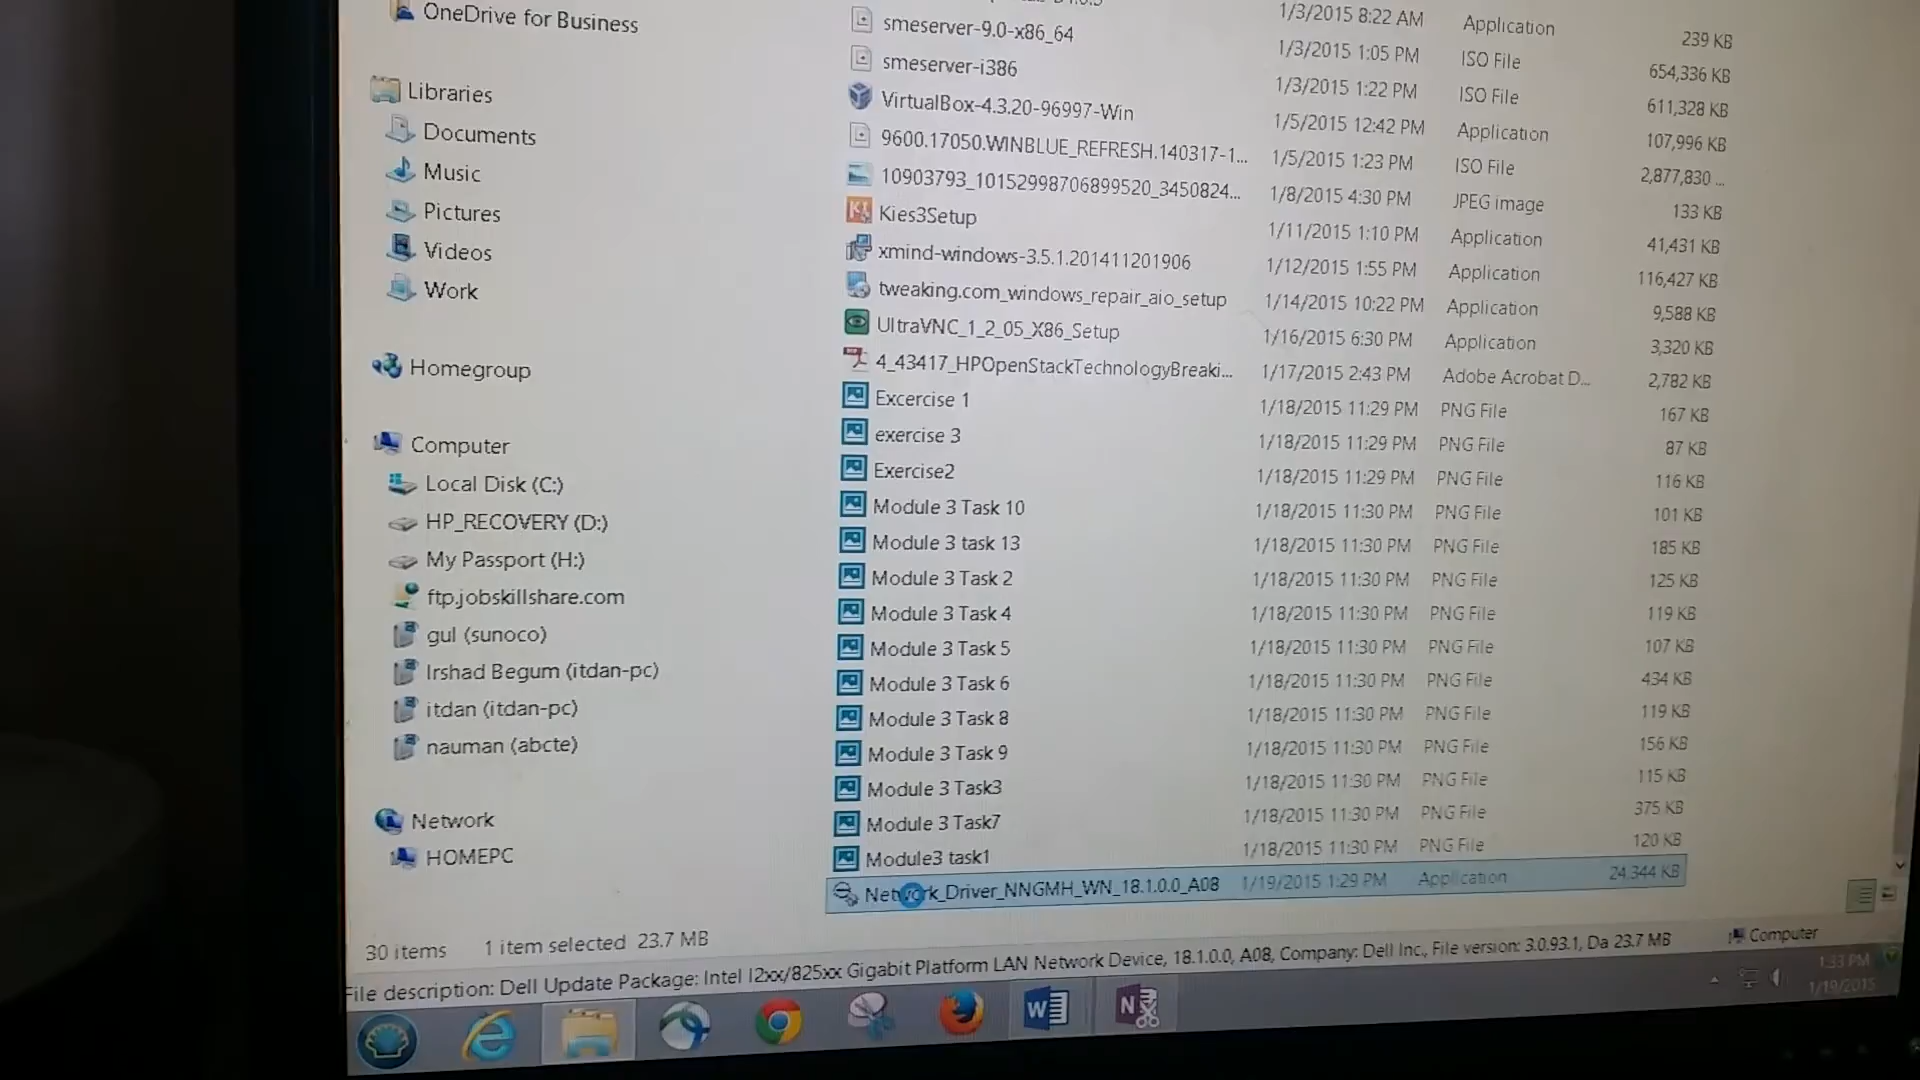 OneDrive for Business
Libraries
Documents
Music
Pictures
Videos
Work
Homegroup
Computer
Local Disk (C:)
HP_RECOVERY (D:)
My Passport (H:)
ftp.jobskillshare.com
gul (sunoco)
Irshad Begum (itdan-pc)
itdan (itdan-pc)
nauman (abcte)
Network
HOMEPC
1/3/2015 8:22 AM Application 239 KB
smeserver-9.0-x86_64 1/3/2015 1:05 PM ISO File 654,336 KB
smeserver-i386 1/3/2015 1:22 PM ISO File 611,328 KB
VirtualBox-4.3.20-96997-Win 1/5/2015 12:42 PM Application 107,996 KB
9600.17050.WINBLUE_REFRESH.140317-1... 1/5/2015 1:23 PM ISO File 2,877,830 ...
10903793_10152998706899520_3450824... 1/8/2015 4:30 PM JPEG image 133 KB
Kies3Setup 1/11/2015 1:10 PM Application 41,431 KB
xmind-windows-3.5.1.201411201906 1/12/2015 1:55 PM Application 116,427 KB
tweaking.com_windows_repair_aio_setup 1/14/2015 10:22 PM Application 9,588 KB
UltraVNC_1_2_05_X86_Setup 1/16/2015 6:30 PM Application 3,320 KB
4_43417_HPOpenStackTechnologyBreaki... 1/17/2015 2:43 PM Adobe Acrobat D... 2,782 KB
Excercise 1 1/18/2015 11:29 PM PNG File 167 KB
exercise 3 1/18/2015 11:29 PM PNG File 87 KB
Exercise2 1/18/2015 11:29 PM PNG File 116 KB
Module 3 Task 10 1/18/2015 11:30 PM PNG File 101 KB
Module 3 task 13 1/18/2015 11:30 PM PNG File 185 KB
Module 3 Task 2 1/18/2015 11:30 PM PNG File 125 KB
Module 3 Task 4 1/18/2015 11:30 PM PNG File 119 KB
Module 3 Task 5 1/18/2015 11:30 PM PNG File 107 KB
Module 3 Task 6 1/18/2015 11:30 PM PNG File 434 KB
Module 3 Task 8 1/18/2015 11:30 PM PNG File 119 KB
Module 3 Task 9 1/18/2015 11:30 PM PNG File 156 KB
Module 3 Task3 1/18/2015 11:30 PM PNG File 115 KB
Module 3 Task7 1/18/2015 11:30 PM PNG File 375 KB
Module3 task1 1/18/2015 11:30 PM PNG File 120 KB
Network_Driver_NNGMH_WN_18.1.0.0_A08 1/19/2015 1:29 PM Application 24,344 KB
30 items 1 item selected 23.7 MB
Computer
File description: Dell Update Package: Intel I2xx/825xx Gigabit Platform LAN Network Device, 18.1.0.0, A08, Company: Dell Inc., File version: 3.0.93.1, Da 23.7 MB
1:33 PM
1/19/2015